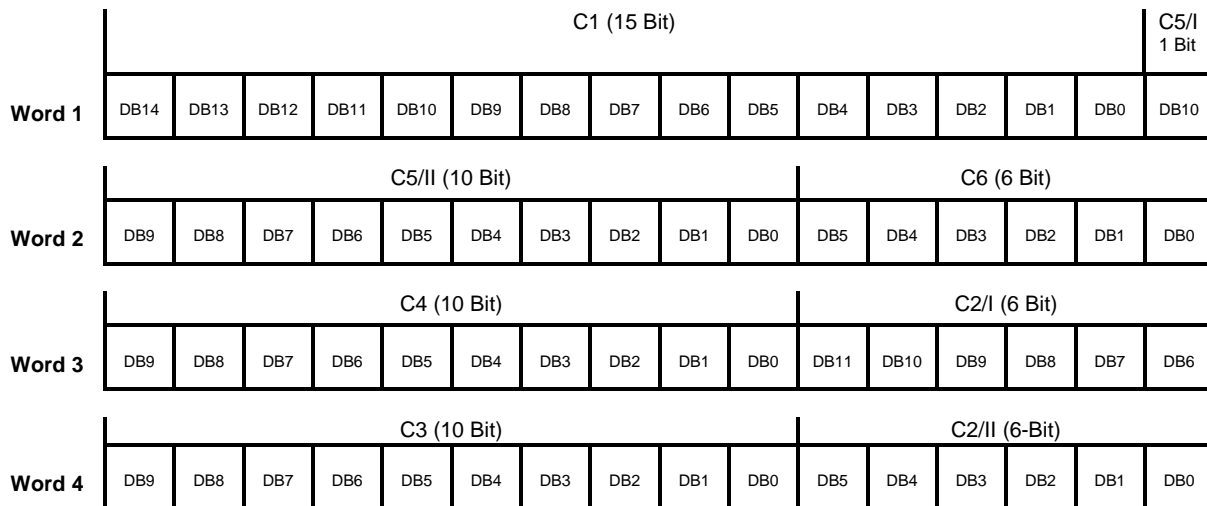 C1 (15 Bit) C5/I
1 Bit
Word 1 DB14 DB13 DB12 DB11 DB10 DB9 DB8 DB7 DB6 DB5 DB4 DB3 DB2 DB1 DB0 DB10
C5/II (10 Bit) C6 (6 Bit)
Word 2 DB9 DB8 DB7 DB6 DB5 DB4 DB3 DB2 DB1 DB0 DB5 DB4 DB3 DB2 DB1 DB0
C4 (10 Bit) C2/I (6 Bit)
Word 3 DB9 DB8 DB7 DB6 DB5 DB4 DB3 DB2 DB1 DB0 DB11 DB10 DB9 DB8 DB7 DB6
C3 (10 Bit) C2/II (6-Bit)
Word 4 DB9 DB8 DB7 DB6 DB5 DB4 DB3 DB2 DB1 DB0 DB5 DB4 DB3 DB2 DB1 DB0